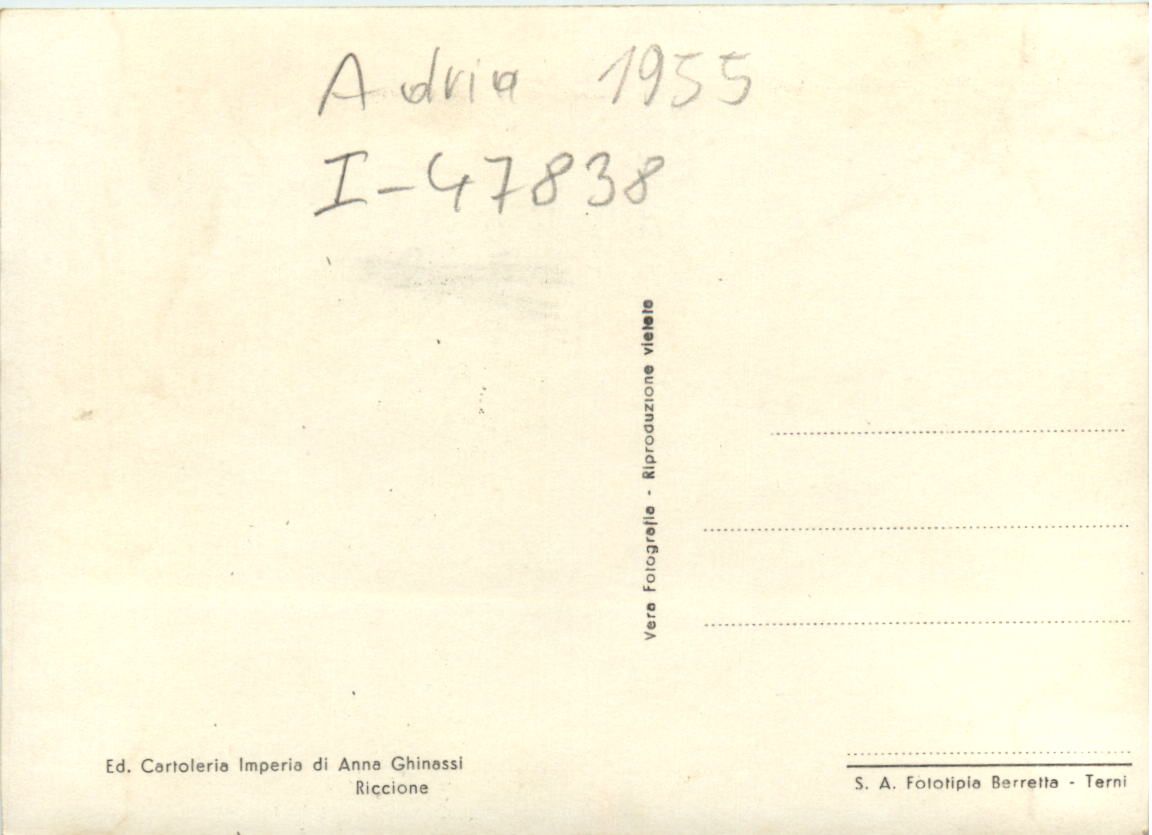 Adria 1955
I-47838
Vera Fotografia - Riproduzione vietata
Ed. Cartoleria Imperia di Anna Ghinassi
Riccione
S. A. Fototipia Berretta - Terni